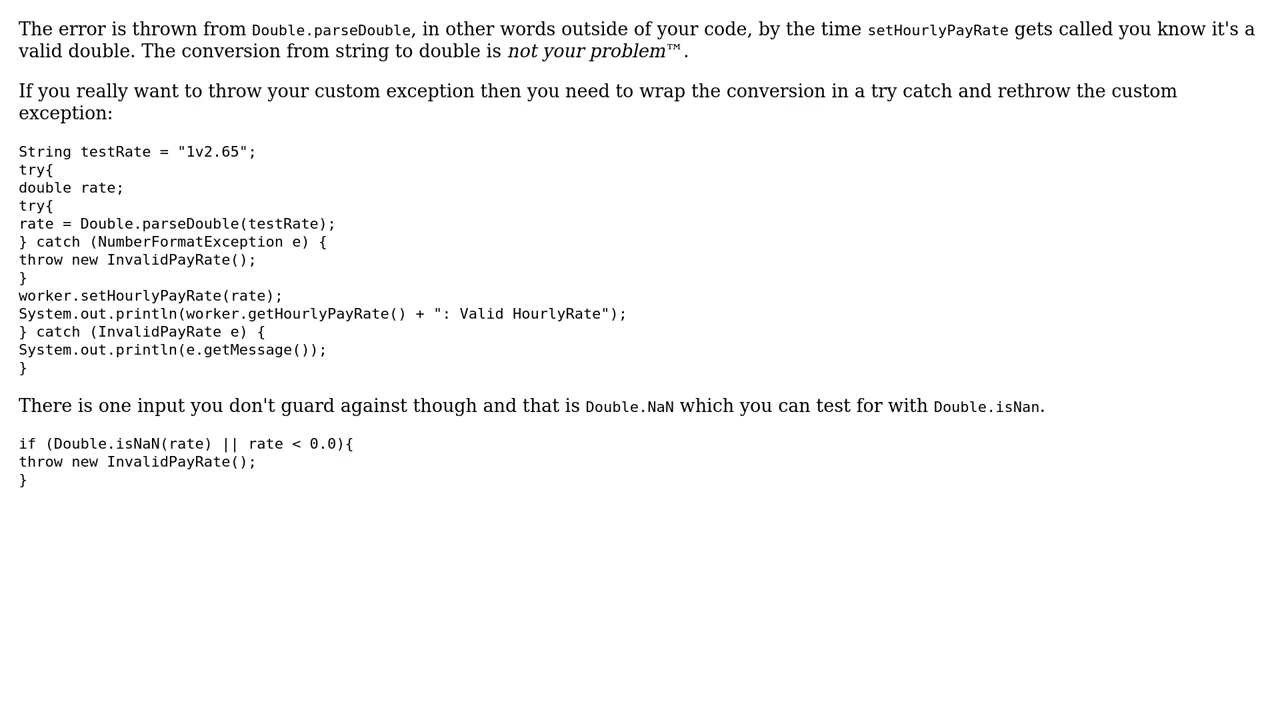 The error is thrown from Double.parseDouble, in other words outside of your code, by the time setHourlyPayRate gets called you know it's a
valid double. The conversion from string to double is not your problem™.
If you really want to throw your custom exception then you need to wrap the conversion in a try catch and rethrow the custom
exception:
String testRate = "1v2.65";
try{
double rate;
try{
rate = Double.parseDouble(testRate);
} catch (NumberFormatException e) {
throw new InvalidPayRate();
}
worker.setHourlyPayRate(rate);
System.out.println(worker.getHourlyPayRate() + ": Valid HourlyRate");
} catch (InvalidPayRate e) {
System.out.println(e.getMessage());
}
There is one input you don't guard against though and that is Double.NaN which you can test for with Double.isNan.
if (Double.isNaN(rate) || rate < 0.0){
throw new InvalidPayRate();
}